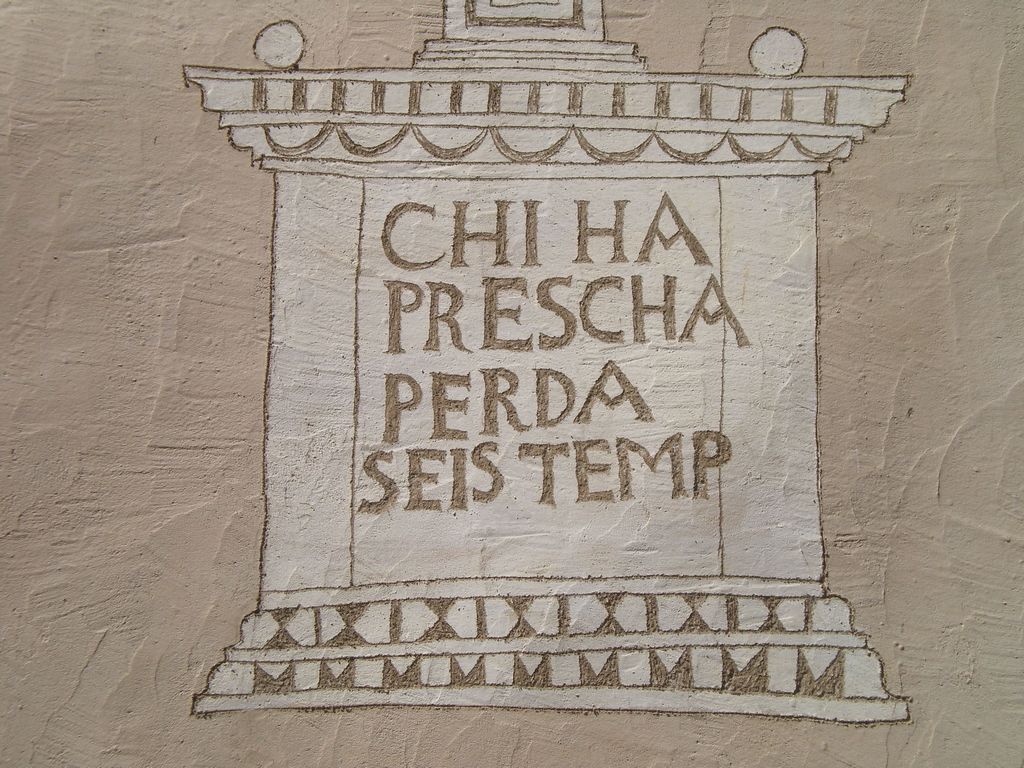 CHI HA
PRESCHA
PERDA
SEIS TEMP